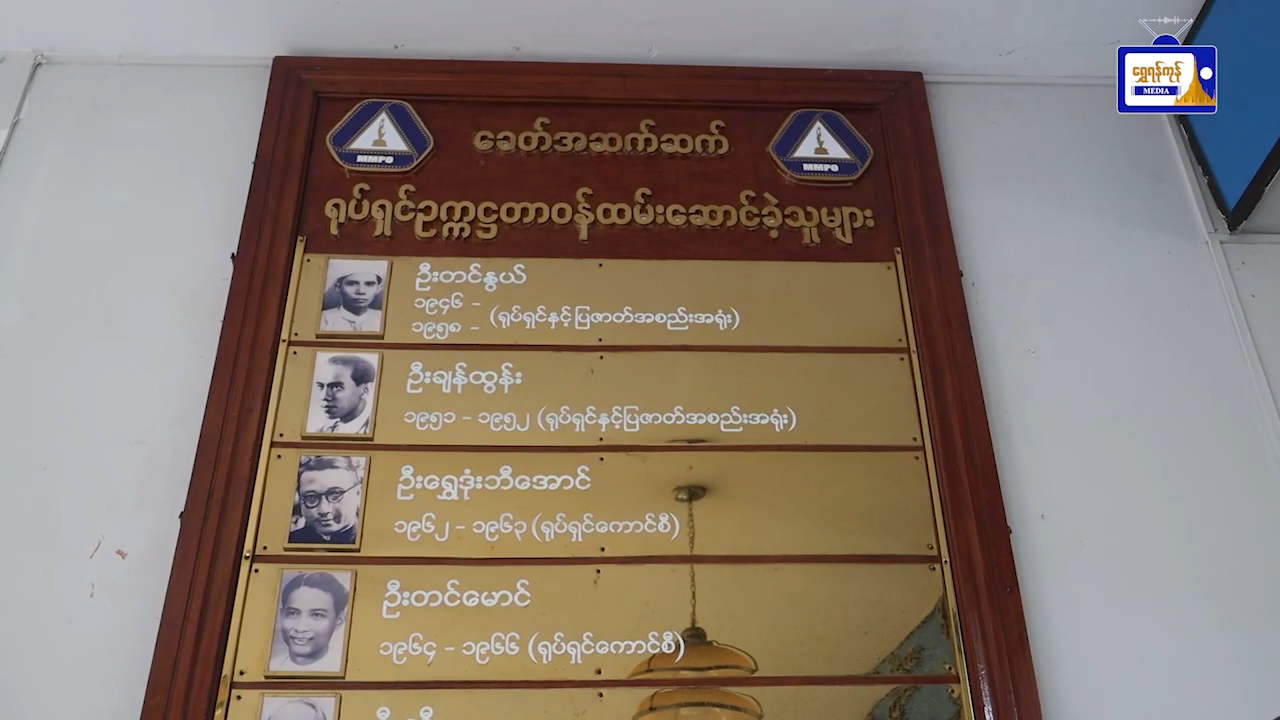 ရွှေရန်ကုန်
MEDIA
MMPO
MMPO
ခေတ်အဆက်ဆက်
ရုပ်ရှင်ဥက္ကဋ္ဌတာဝန်ထမ်းဆောင်ခဲ့သူများ
ဦးတင်နွယ်
၁၉၄၆ -
၁၉၅၈ - (ရုပ်ရှင်နှင့်ပြဇာတ်အစည်းအရုံး)
ဦးချန်ထွန်း
၁၉၅၁ - ၁၉၅၂ (ရုပ်ရှင်နှင့်ပြဇာတ်အစည်းအရုံး)
ဦးရွှေဒုံးဘီအောင်
၁၉၆၂ - ၁၉၆၃ (ရုပ်ရှင်ကောင်စီ)
ဦးတင်မောင်
၁၉၆၄ - ၁၉၆၆ (ရုပ်ရှင်ကောင်စီ)